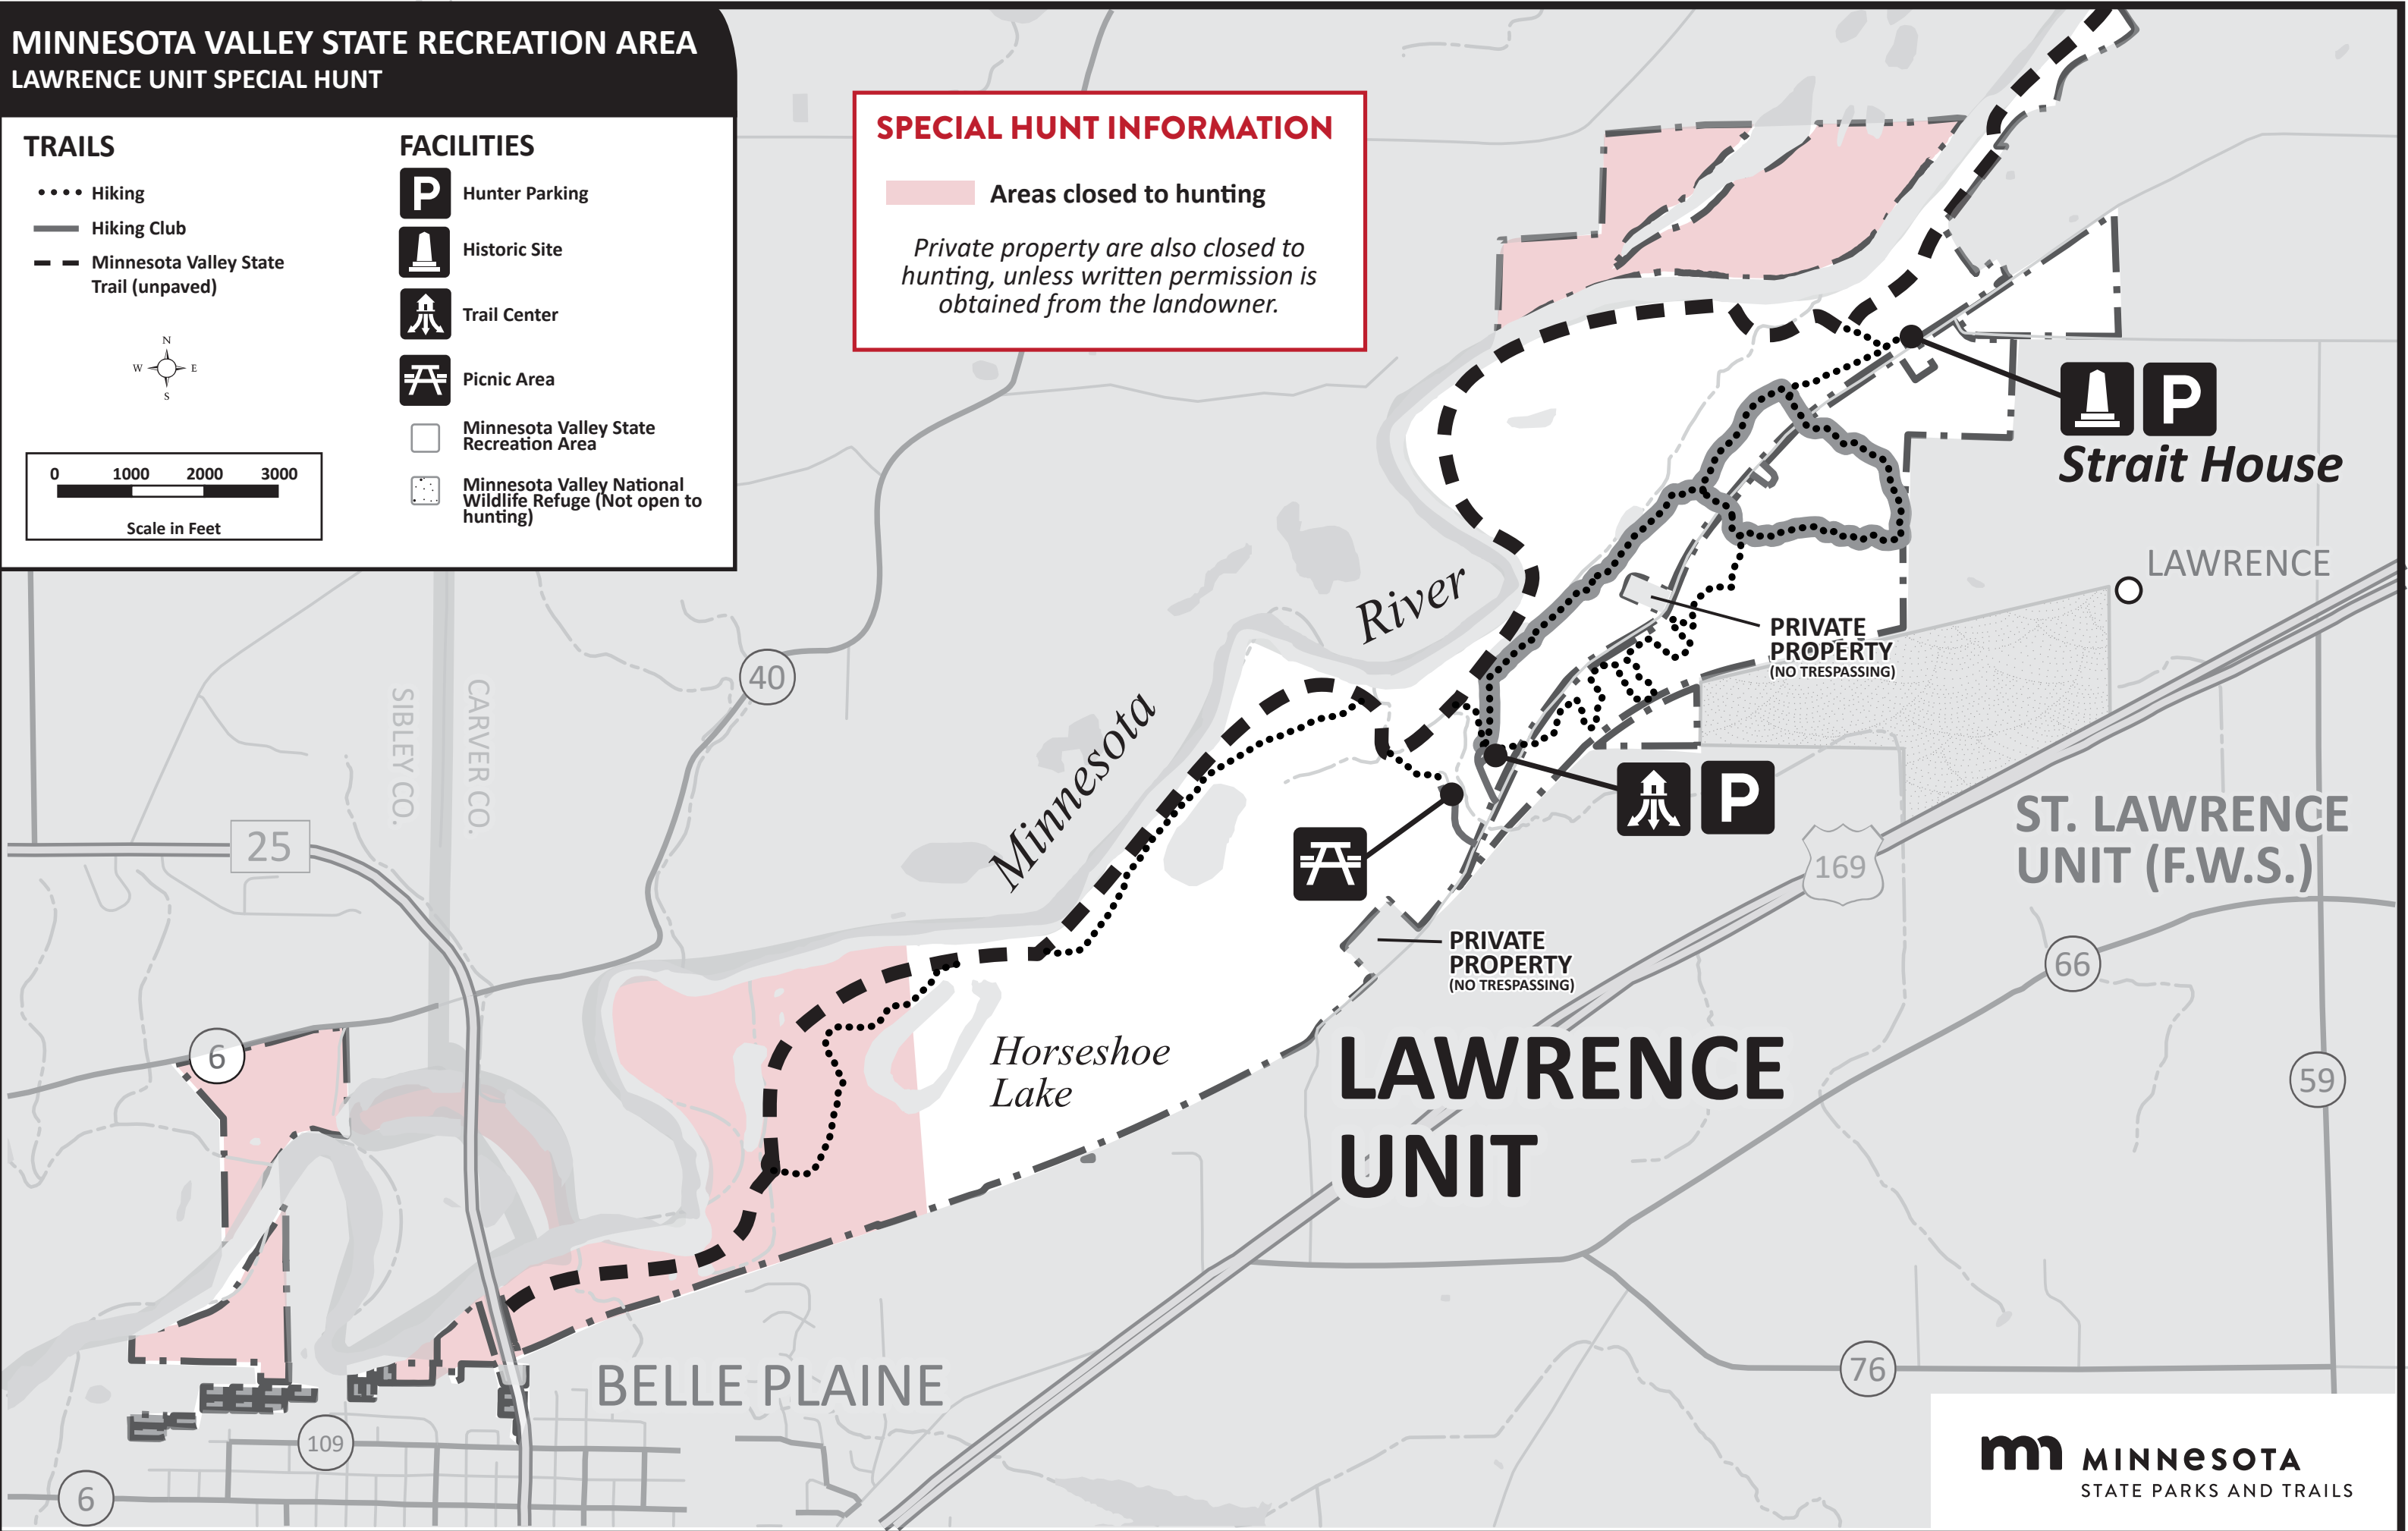 MINNESOTA VALLEY STATE RECREATION AREA
LAWRENCE UNIT SPECIAL HUNT
TRAILS
Hiking
Hiking Club
Minnesota Valley State
Trail (unpaved)
N
W E
S
0 1000 2000 3000
Scale in Feet
FACILITIES
P Hunter Parking
Historic Site
Trail Center
Picnic Area
Minnesota Valley State
Recreation Area
Minnesota Valley National
Wildlife Refuge (Not open to
hunting)
SPECIAL HUNT INFORMATION
Areas closed to hunting
Private property are also closed to
hunting, unless written permission is
obtained from the landowner.
P
Strait House
LAWRENCE
River
PRIVATE
PROPERTY
(NO TRESPASSING)
40
SIBLEY CO.
CARVER CO.
Minnesota
P
ST. LAWRENCE
UNIT (F.W.S.)
25
169
PRIVATE
PROPERTY
(NO TRESPASSING)
66
6
Horseshoe
Lake
LAWRENCE
UNIT
59
76
BELLE PLAINE
109
6
mn MINNESOTA
STATE PARKS AND TRAILS